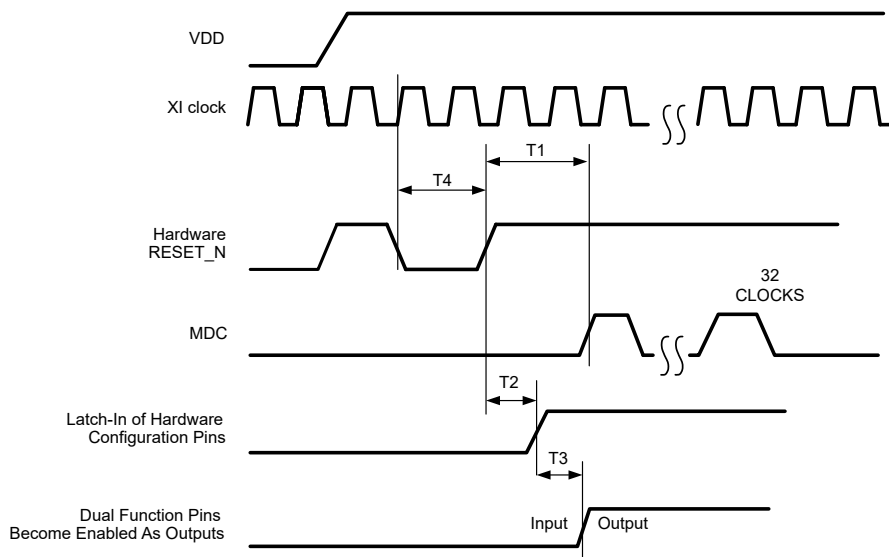 VDD
XI clock
T1
T4
Hardware
RESET_N
32
CLOCKS
MDC
T2
Latch-In of Hardware
Configuration Pins
T3
Dual Function Pins
Become Enabled As Outputs
Input
Output